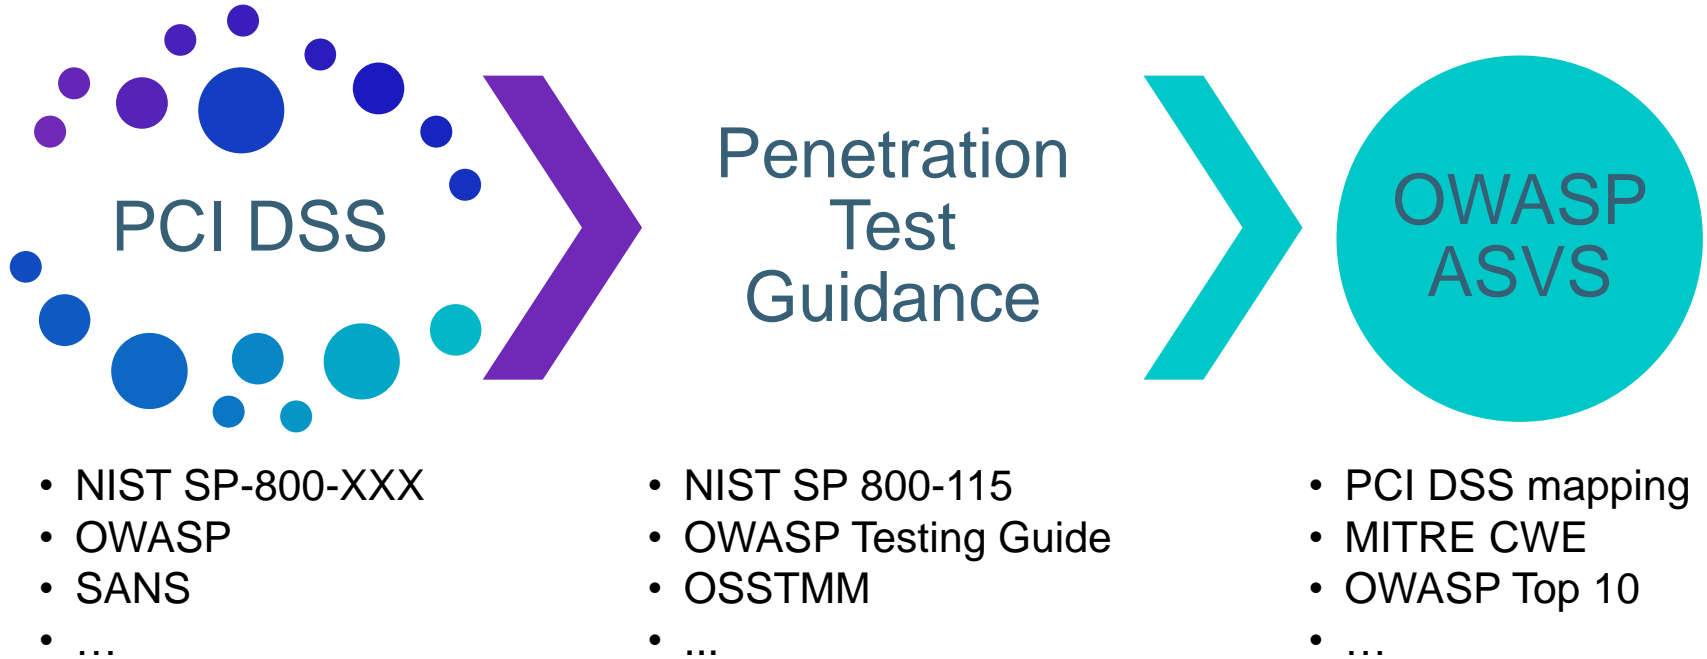 PCI DSS
Penetration
Test
Guidance
OWASP
ASVS
• NIST SP-800-XXX
• OWASP
• SANS
• ...
• NIST SP 800-115
• OWASP Testing Guide
• OSSTMM
• ...
• PCI DSS mapping
• MITRE CWE
• OWASP Top 10
• ...